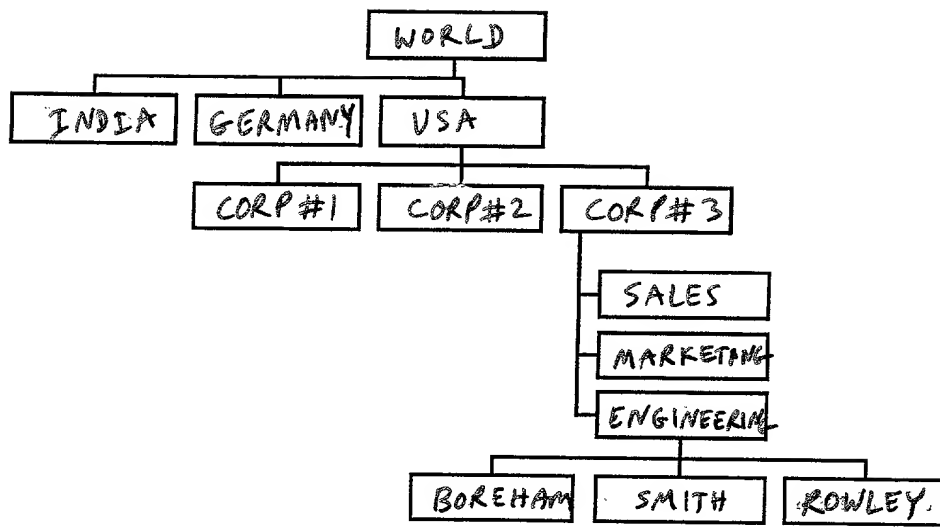 WORLD
INDIA GERMANY USA
CORP#1 CORP#2 CORP#3
SALES
MARKETING
ENGINEERING
BOREHAM SMITH ROWLEY.